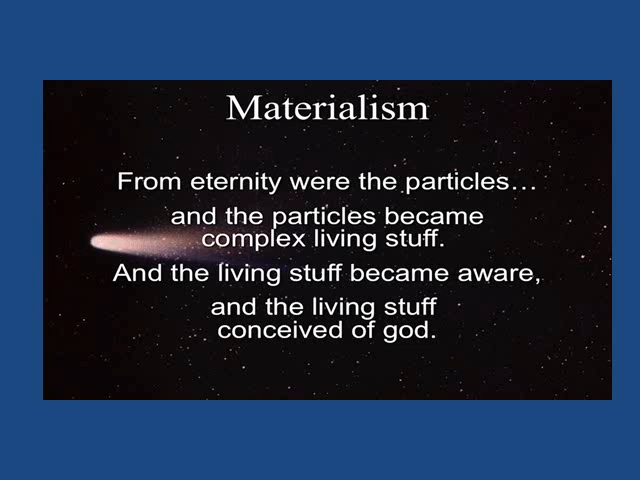 Materialism
From eternity were the particles…
and the particles became
complex living stuff.
And the living stuff became aware,
and the living stuff
conceived of god.